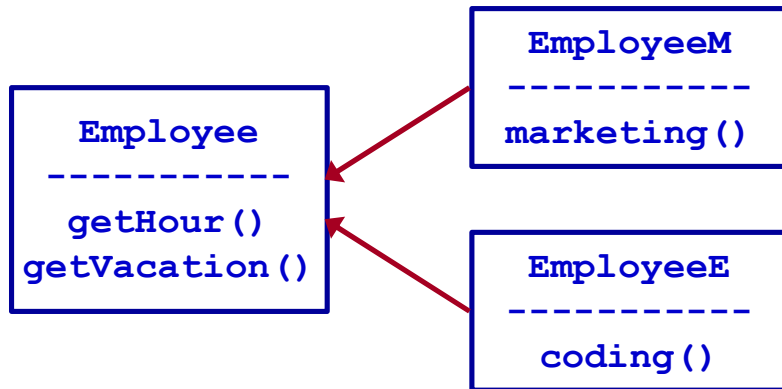 Employee
-----------
getHour()
getVacation()
EmployeeM
-----------
marketing()
EmployeeE
-----------
coding()